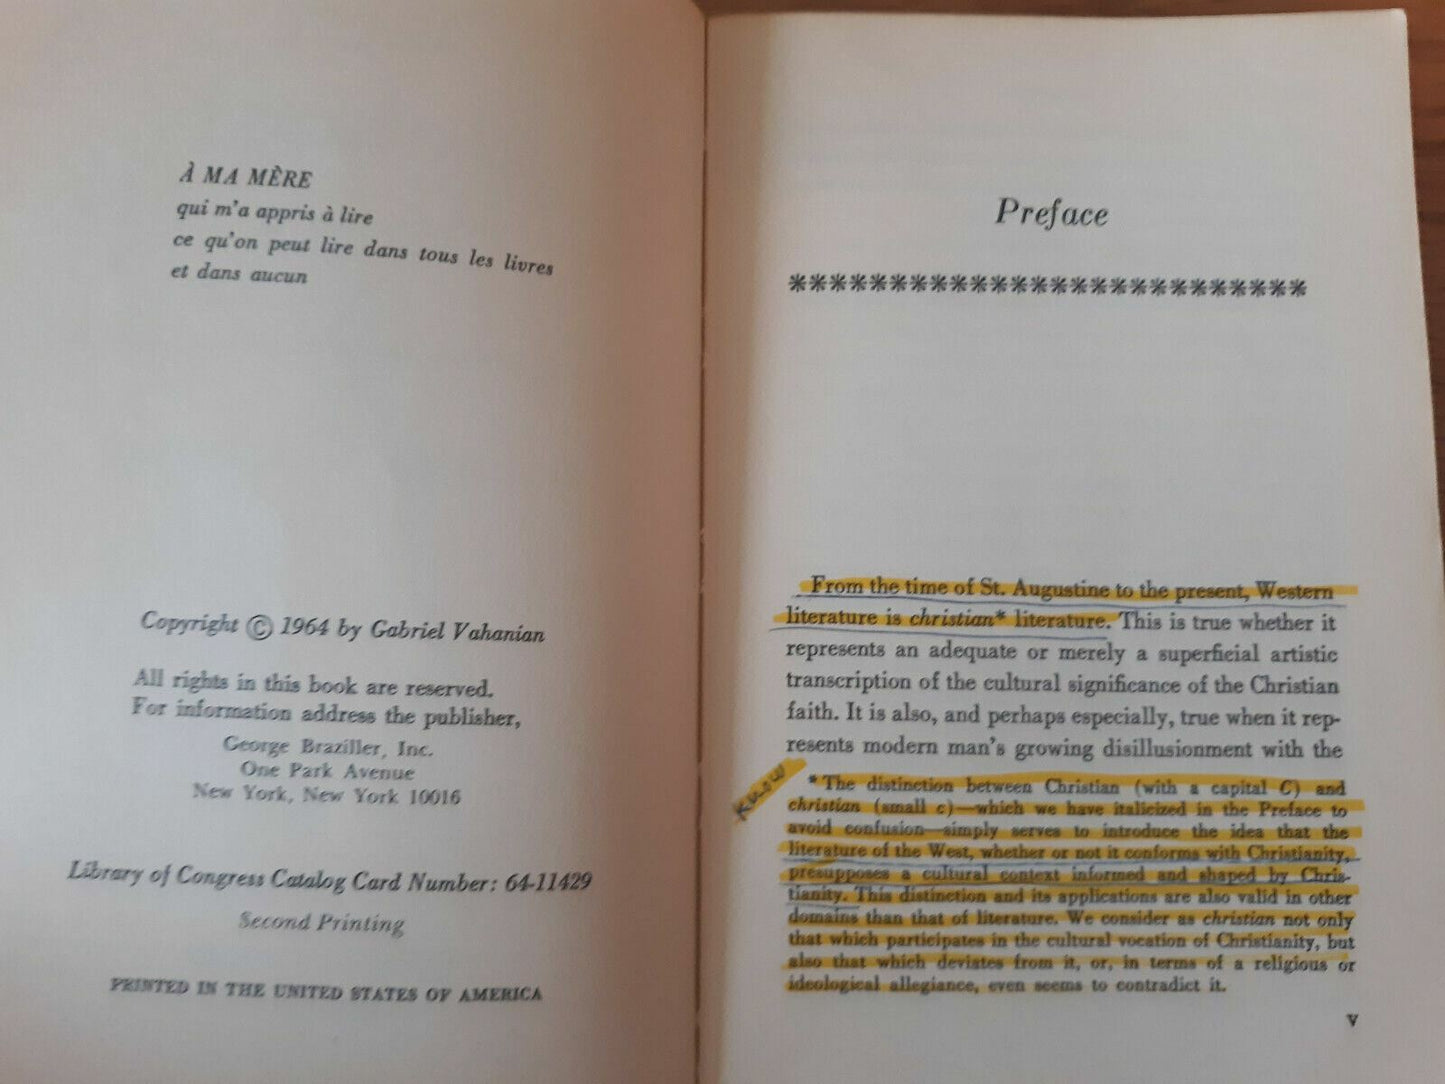 À MA MÈRE
qui m'a appris à lire
ce qu'on peut lire dans tous les livres
et dans aucun
Copyright © 1964 by Gabriel Vahanian
All rights in this book are reserved.
For information address the publisher,
George Braziller, Inc.
One Park Avenue
New York, New York 10016
Library of Congress Catalog Card Number: 64-11429
Second Printing
PRINTED IN THE UNITED STATES OF AMERICA
Preface
**************************
From the time of St. Augustine to the present, Western
literature is christian* literature. This is true whether it
represents an adequate or merely a superficial artistic
transcription of the cultural significance of the Christian
faith. It is also, and perhaps especially, true when it rep-
resents modern man's growing disillusionment with the
know
*The distinction between Christian (with a capital C) and
christian (small c)—which we have italicized in the Preface to
avoid confusion—simply serves to introduce the idea that the
literature of the West, whether or not it conforms with Christianity,
presupposes a cultural context informed and shaped by Chris-
tianity. This distinction and its applications are also valid in other
domains than that of literature. We consider as christian not only
that which participates in the cultural vocation of Christianity, but
also that which deviates from it, or, in terms of a religious or
ideological allegiance, even seems to contradict it.
v